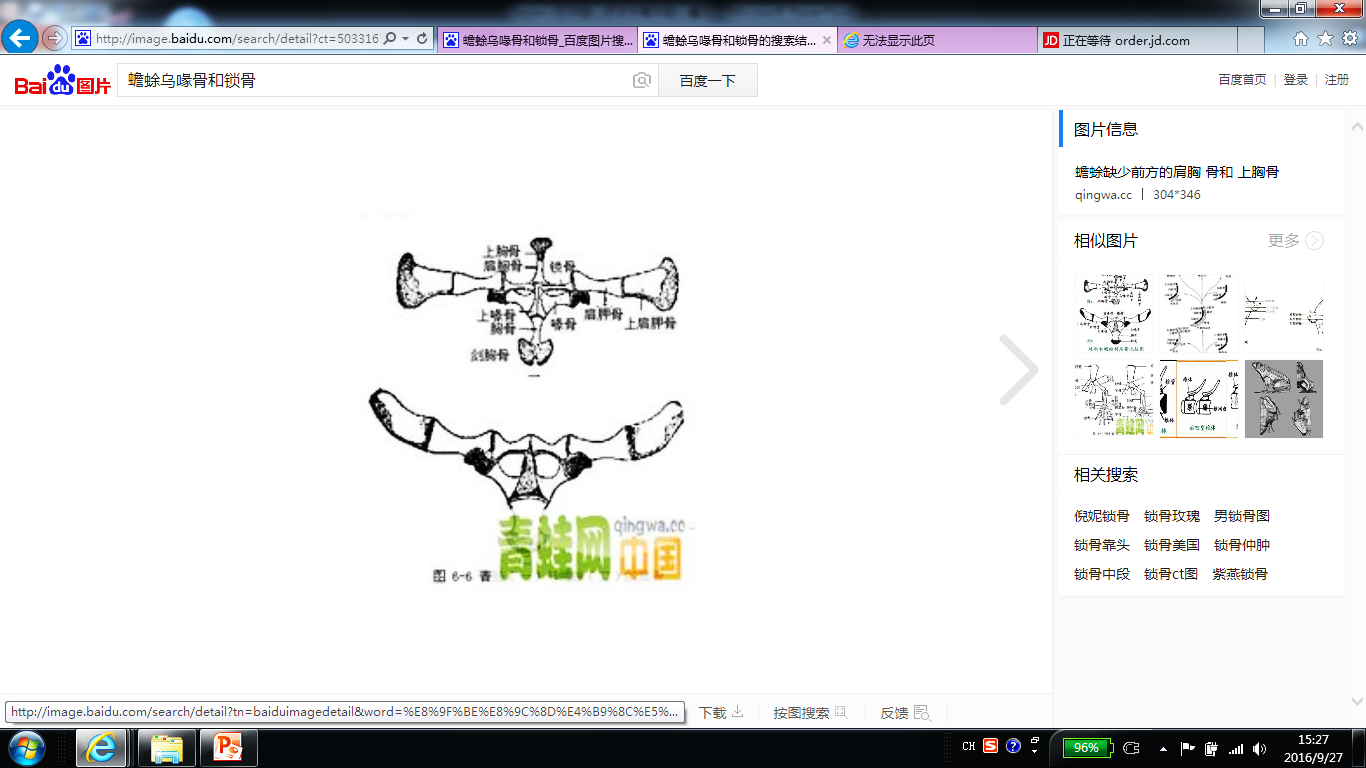 http://image.baidu.com/search/detail?ct=503316
蟾蜍乌喙骨和锁骨_百度图片搜...
蟾蜍乌喙骨和锁骨的搜索结...
无法显示此页
JD 正在等待 order.jd.com
Bai du 图片
蟾蜍乌喙骨和锁骨
百度一下
百度首页 登录 注册
上胸骨
肩胸骨 锁骨
上喙骨 喙骨 肩胛骨
胸骨 上肩胛骨
剑胸骨
青蛙网
qingwa.cc
中国
图 6-6 青
图片信息
蟾蜍缺少前方的肩胸 骨和 上胸骨
qingwa.cc | 304*346
相似图片 更多
相关搜索
倪妮锁骨 锁骨玫瑰 男锁骨图
锁骨靠头 锁骨美国 锁骨仲肿
锁骨中段 锁骨ct图 紫燕锁骨
http://image.baidu.com/search/detail?tn=baiduimagedetail&word=%E8%9F%BE%E8%9C%8D%E4%B9%8C%E5%...
下载 按图搜索 反馈
CH
96%
15:27
2016/9/27